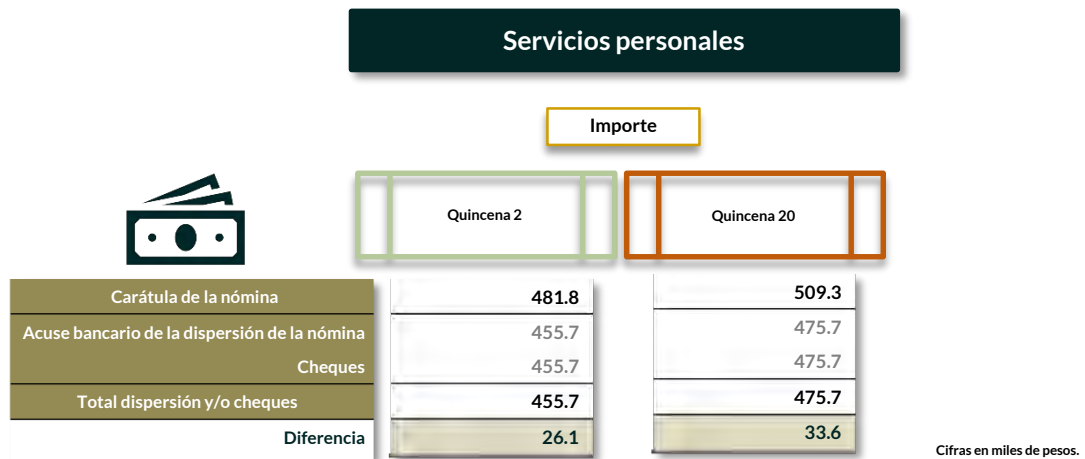 Servicios personales
Importe
Quincena 2 Quincena 20
Carátula de la nómina 481.8 509.3
Acuse bancario de la dispersión de la nómina 455.7 475.7
Cheques 455.7 475.7
Total dispersión y/o cheques 455.7 475.7
Diferencia 26.1 33.6
Cifras en miles de pesos.